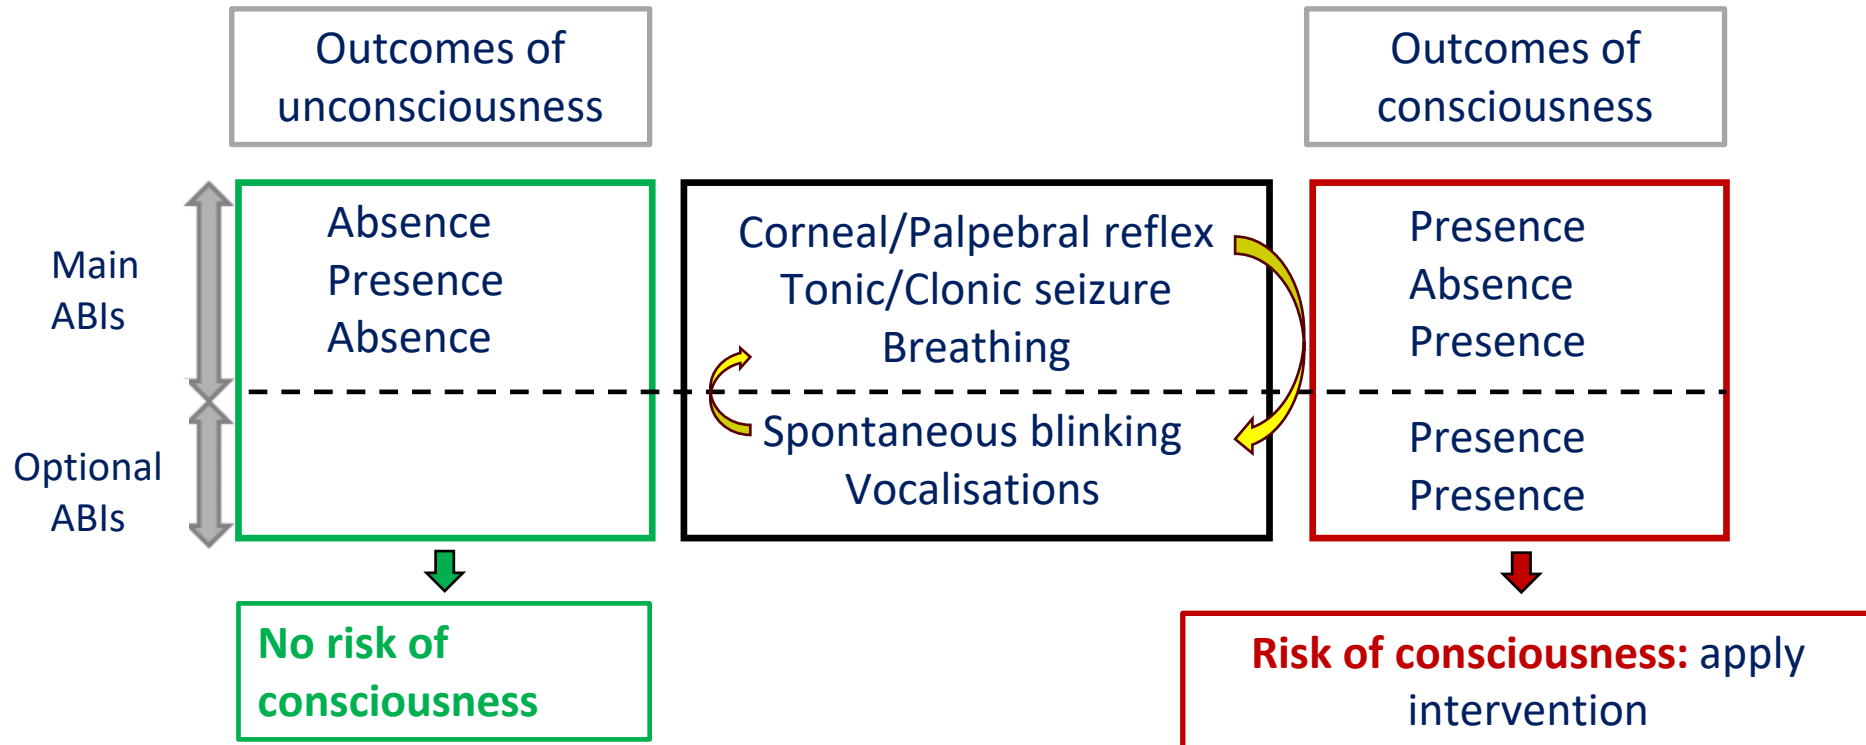 Outcomes of
unconsciousness
Outcomes of
consciousness
Main
ABIs
Absence
Presence
Absence
Corneal/Palpebral reflex
Tonic/Clonic seizure
Breathing
Presence
Absence
Presence
Optional
ABIs
Spontaneous blinking
Vocalisations
Presence
Presence
No risk of
consciousness
Risk of consciousness: apply
intervention